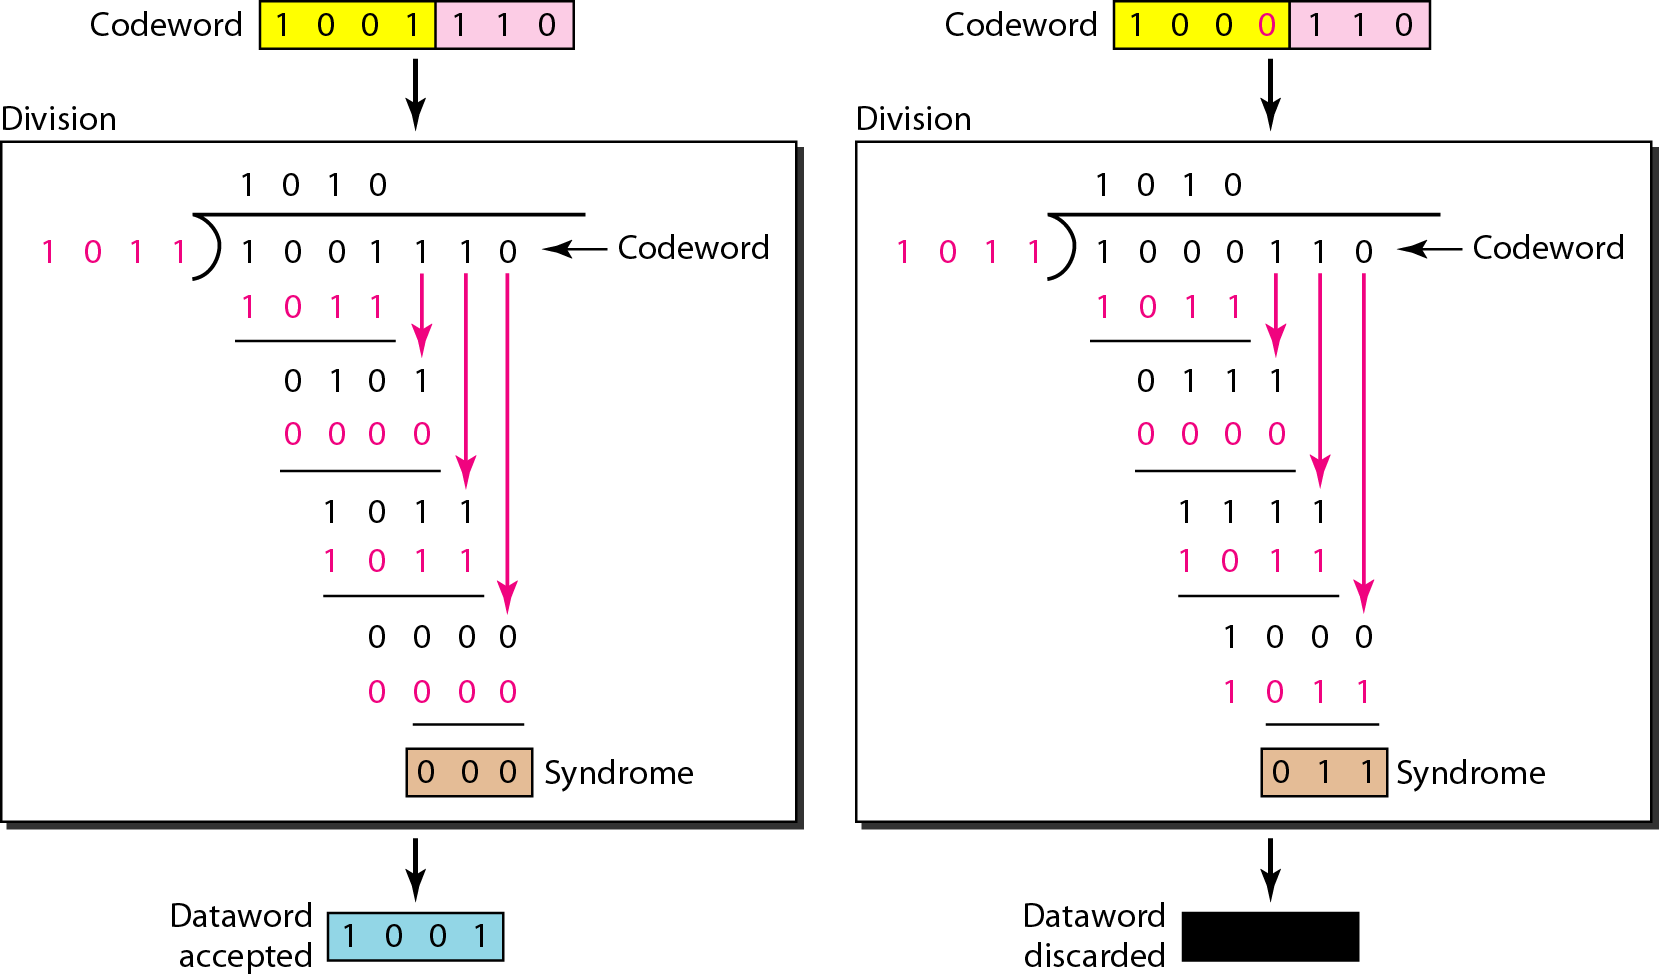 Codeword 1 0 0 1 1 1 0
Division
1 0 1 0
1 0 1 1 1 0 0 1 1 1 0 Codeword
1 0 1 1
0 1 0 1
0 0 0 0
1 0 1 1
1 0 1 1
0 0 0 0
0 0 0 0
0 0 0 Syndrome
Dataword
accepted
1 0 0 1
Codeword 1 0 0 0 1 1 0
Division
1 0 1 0
1 0 1 1 1 0 0 0 1 1 0 Codeword
1 0 1 1
0 1 1 1
0 0 0 0
1 1 1 1
1 0 1 1
1 0 0 0
1 0 1 1
0 1 1 Syndrome
Dataword
discarded